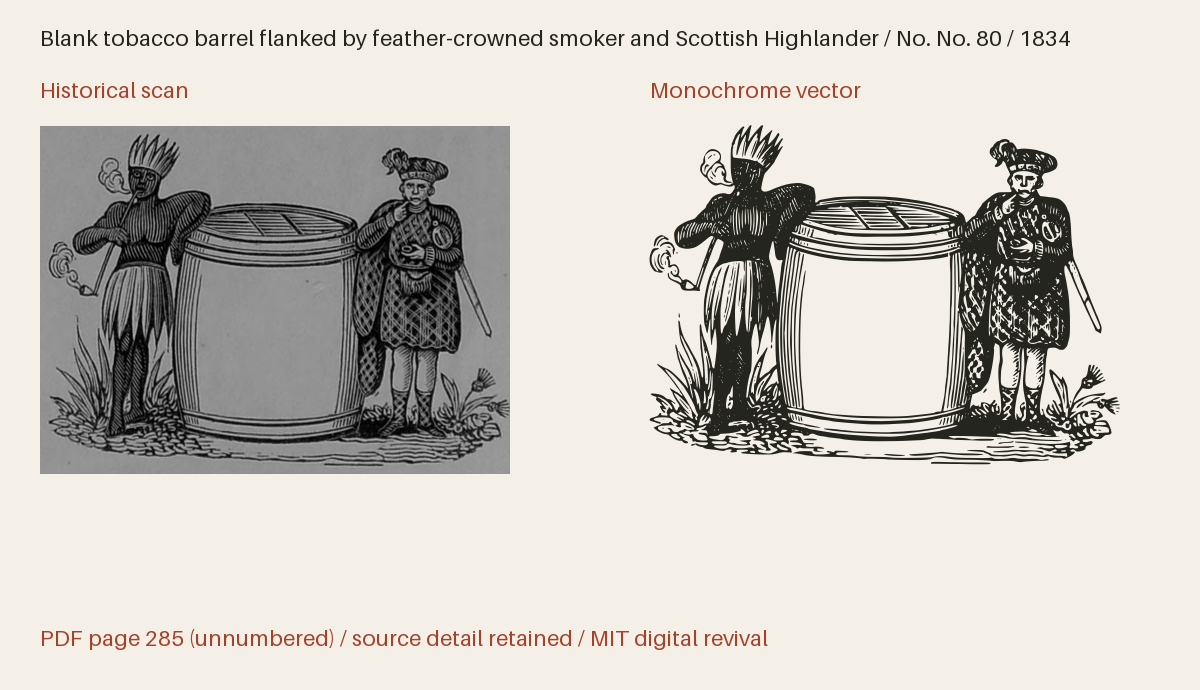 Blank tobacco barrel flanked by feather-crowned smoker and Scottish Highlander / No. No. 80 / 1834
Historical scan
Monochrome vector
PDF page 285 (unnumbered) / source detail retained / MIT digital revival